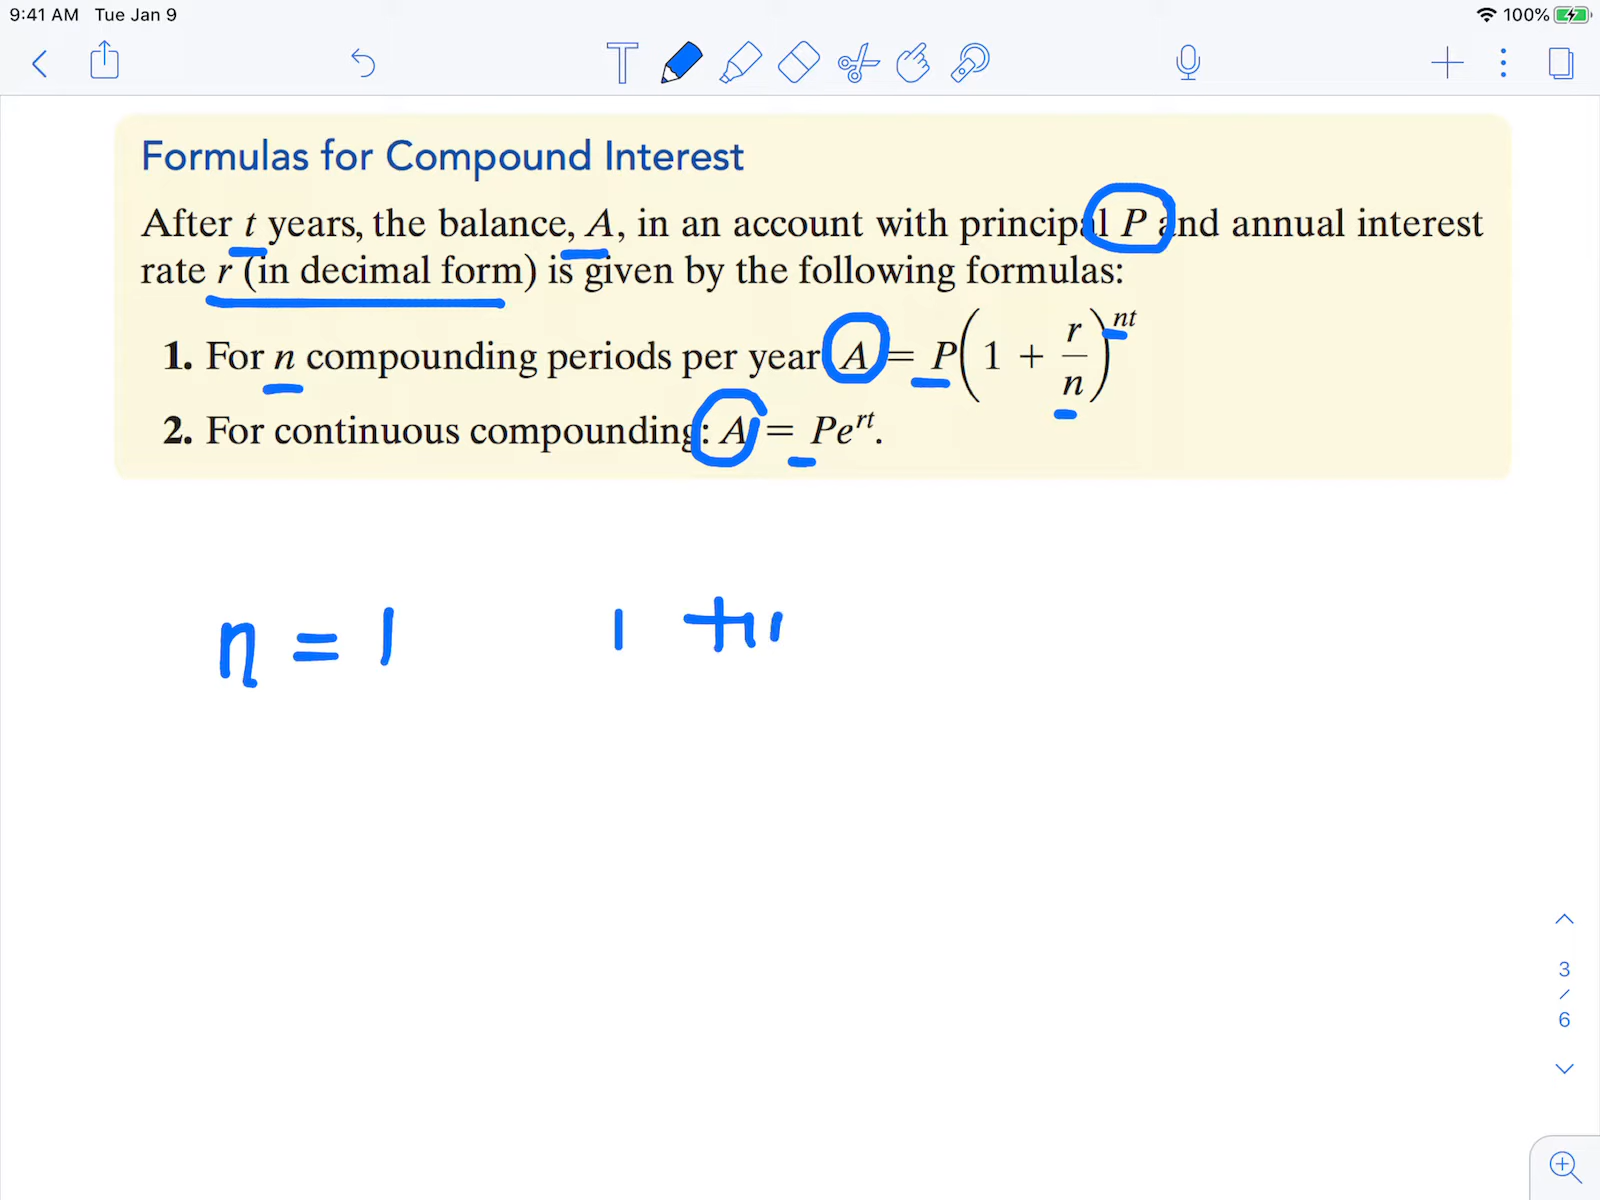 9:41 AM Tue Jan 9 100%
Formulas for Compound Interest
After t years, the balance, A, in an account with principal P and annual interest
rate r (in decimal form) is given by the following formulas:
1. For n compounding periods per year A = P(1 + r/n)^nt
2. For continuous compounding: A = Pe^rt.
n = 1 1
3
/
6